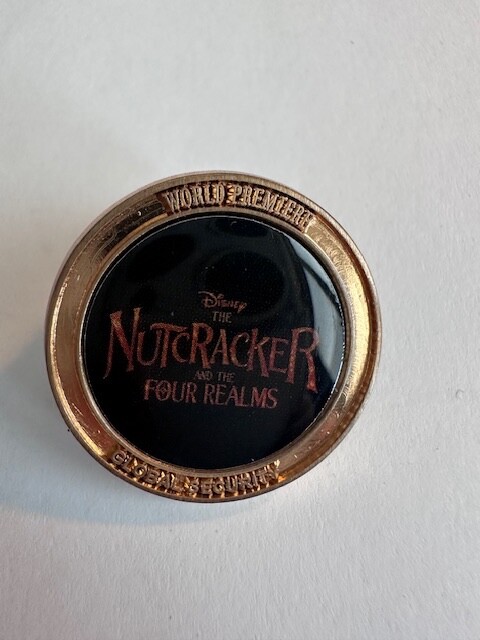 WORLD PREMIERE
Disney
THE
NUTCRACKER
AND THE
FOUR REALMS
GLOBAL SECURITY